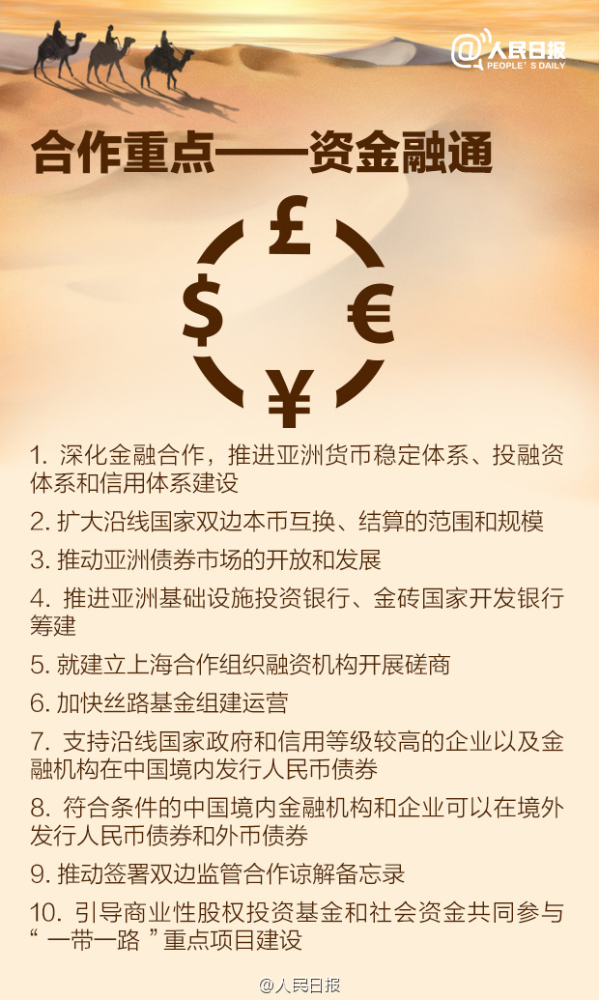 @人民日报
PEOPLE'S DAILY
合作重点——资金融通
£
$ €
¥
1. 深化金融合作，推进亚洲货币稳定体系、投融资
体系和信用体系建设
2. 扩大沿线国家双边本币互换、结算的范围和规模
3. 推动亚洲债券市场的开放和发展
4. 推进亚洲基础设施投资银行、金砖国家开发银行
筹建
5. 就建立上海合作组织融资机构开展磋商
6. 加快丝路基金组建运营
7. 支持沿线国家政府和信用等级较高的企业以及金
融机构在中国境内发行人民币债券
8. 符合条件的中国境内金融机构和企业可以在境外
发行人民币债券和外币债券
9. 推动签署双边监管合作谅解备忘录
10. 引导商业性股权投资基金和社会资金共同参与
“一带一路”重点项目建设
@人民日报